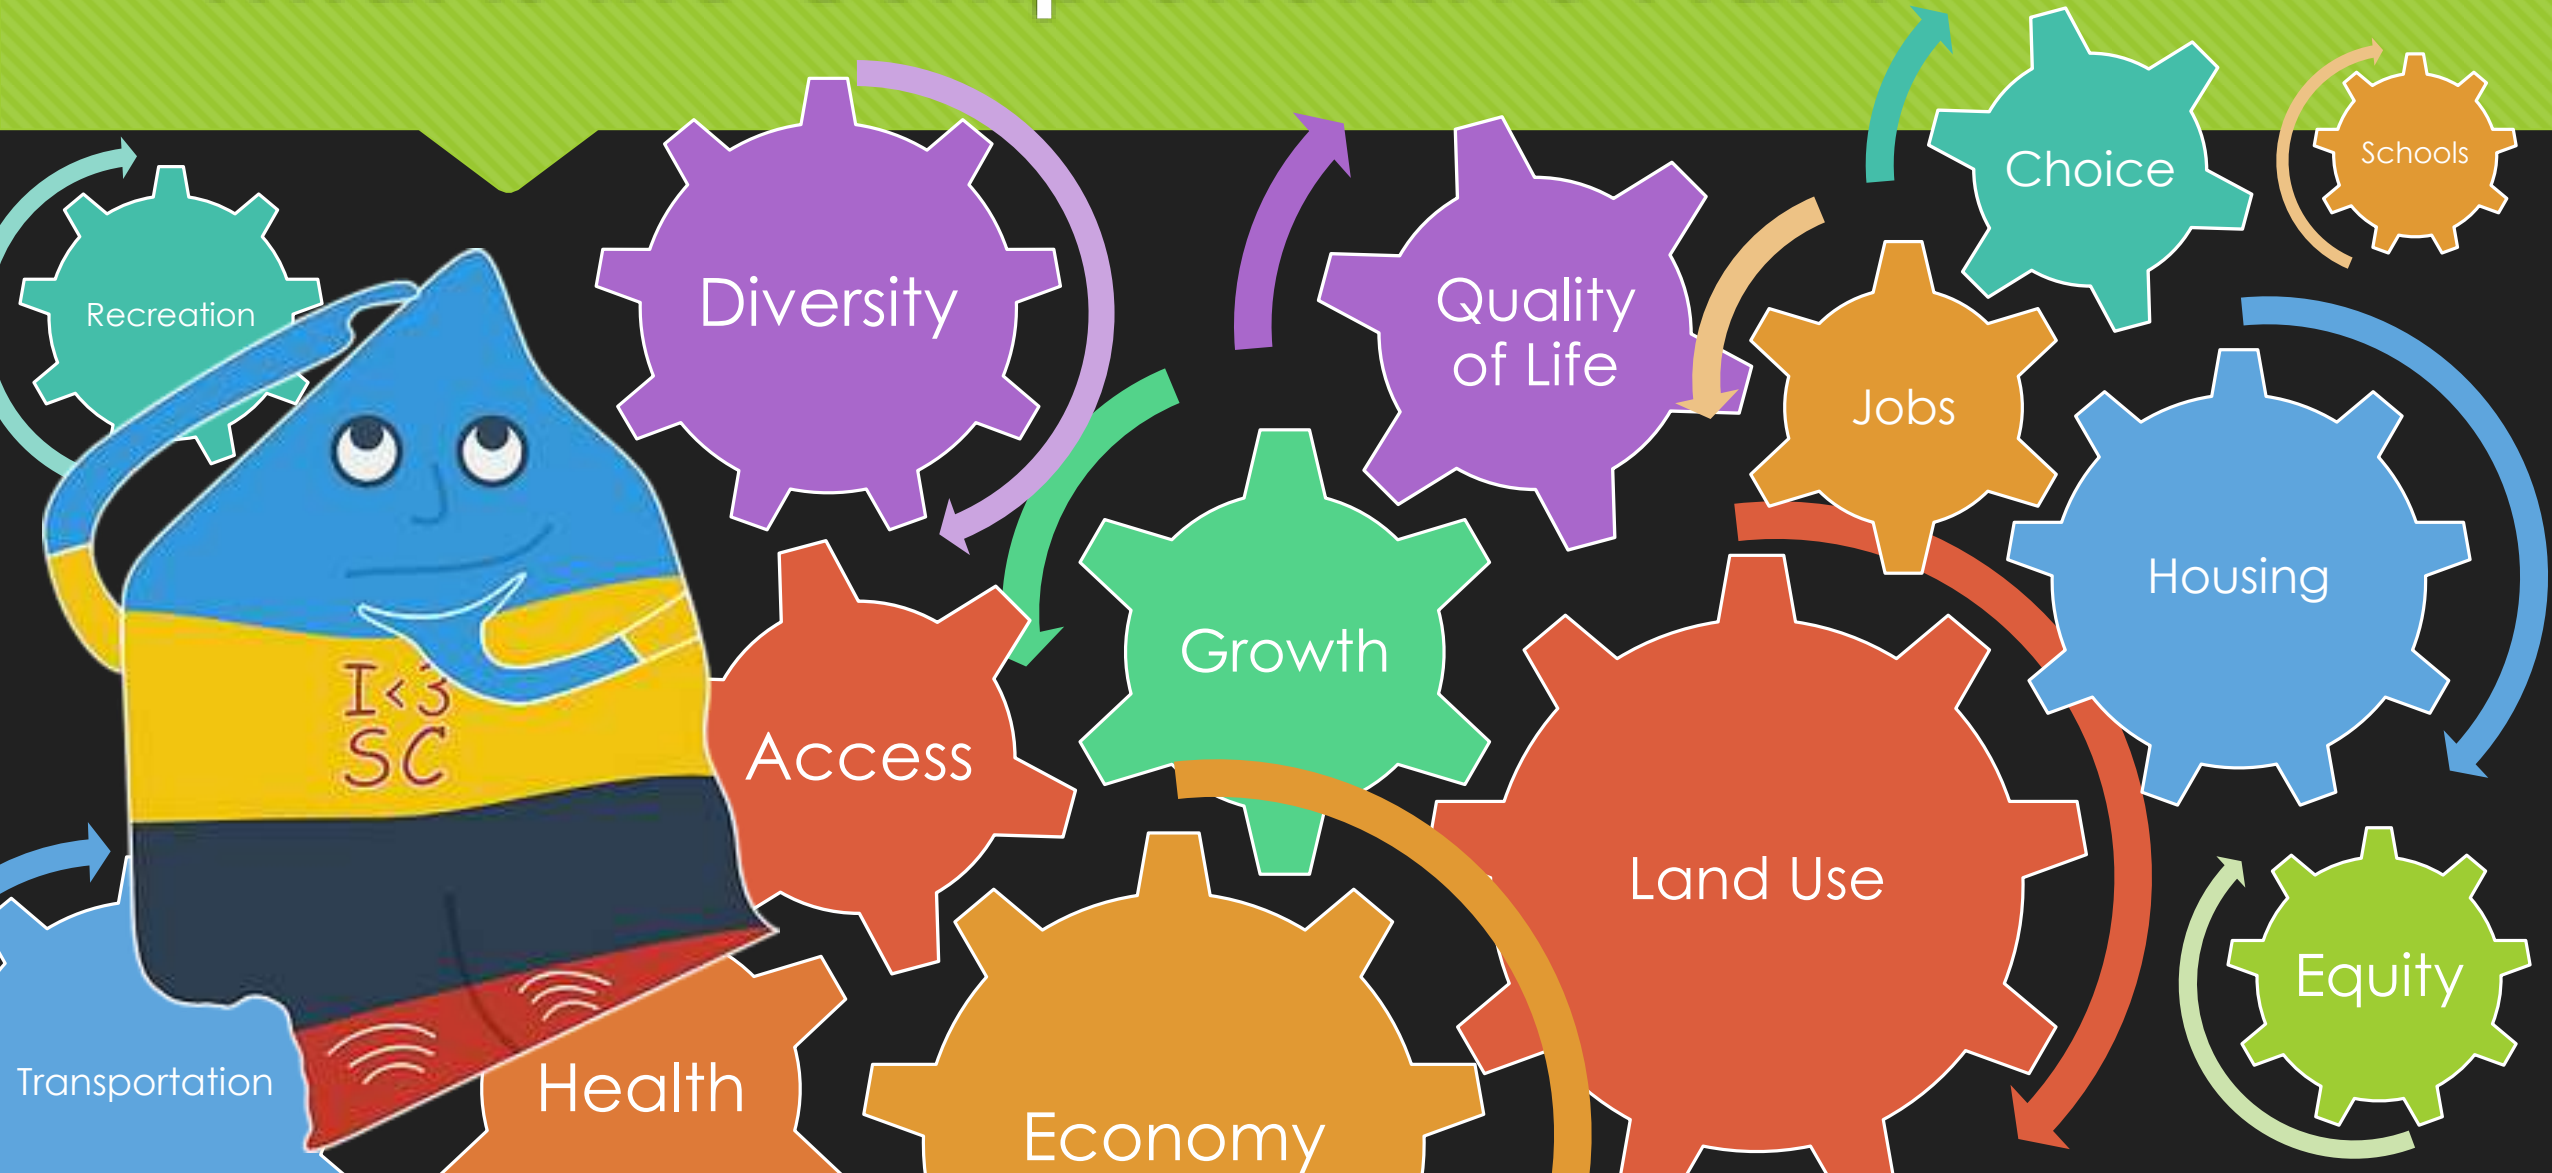 Choice
Schools
Recreation
Diversity
Quality
of Life
Jobs
Housing
Growth
I<3
SC
Access
Land Use
Equity
Transportation
Health
Economy